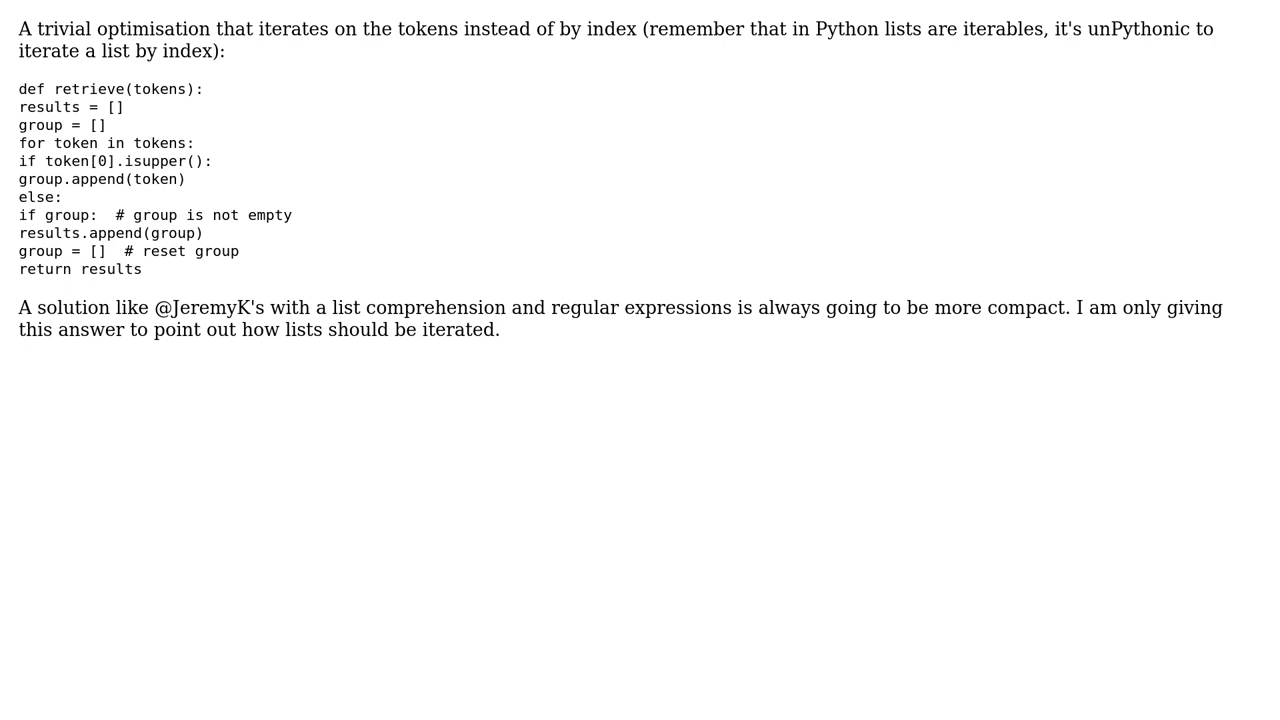 A trivial optimisation that iterates on the tokens instead of by index (remember that in Python lists are iterables, it's unPythonic to
iterate a list by index):
def retrieve(tokens):
results = []
group = []
for token in tokens:
if token[0].isupper():
group.append(token)
else:
if group:  # group is not empty
results.append(group)
group = []  # reset group
return results
A solution like @JeremyK's with a list comprehension and regular expressions is always going to be more compact. I am only giving
this answer to point out how lists should be iterated.